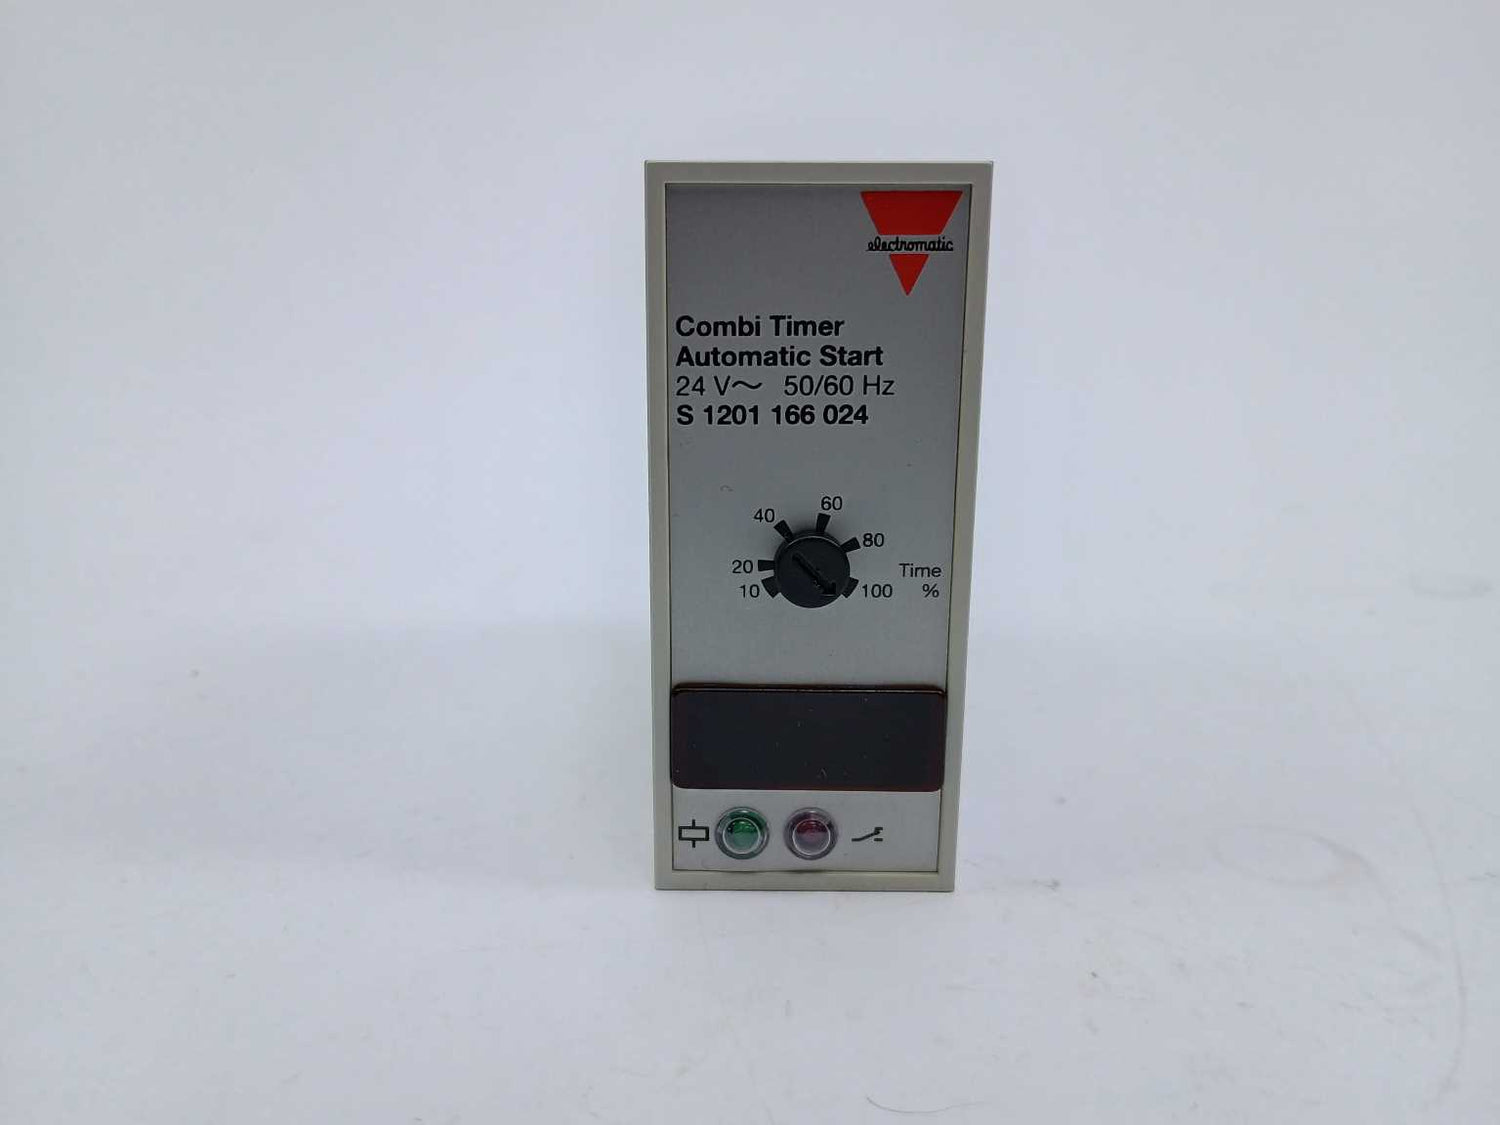 electromatic
Combi Timer
Automatic Start
24 V~ 50/60 Hz
S 1201 166 024
60
40
80
20
Time
10
100 %